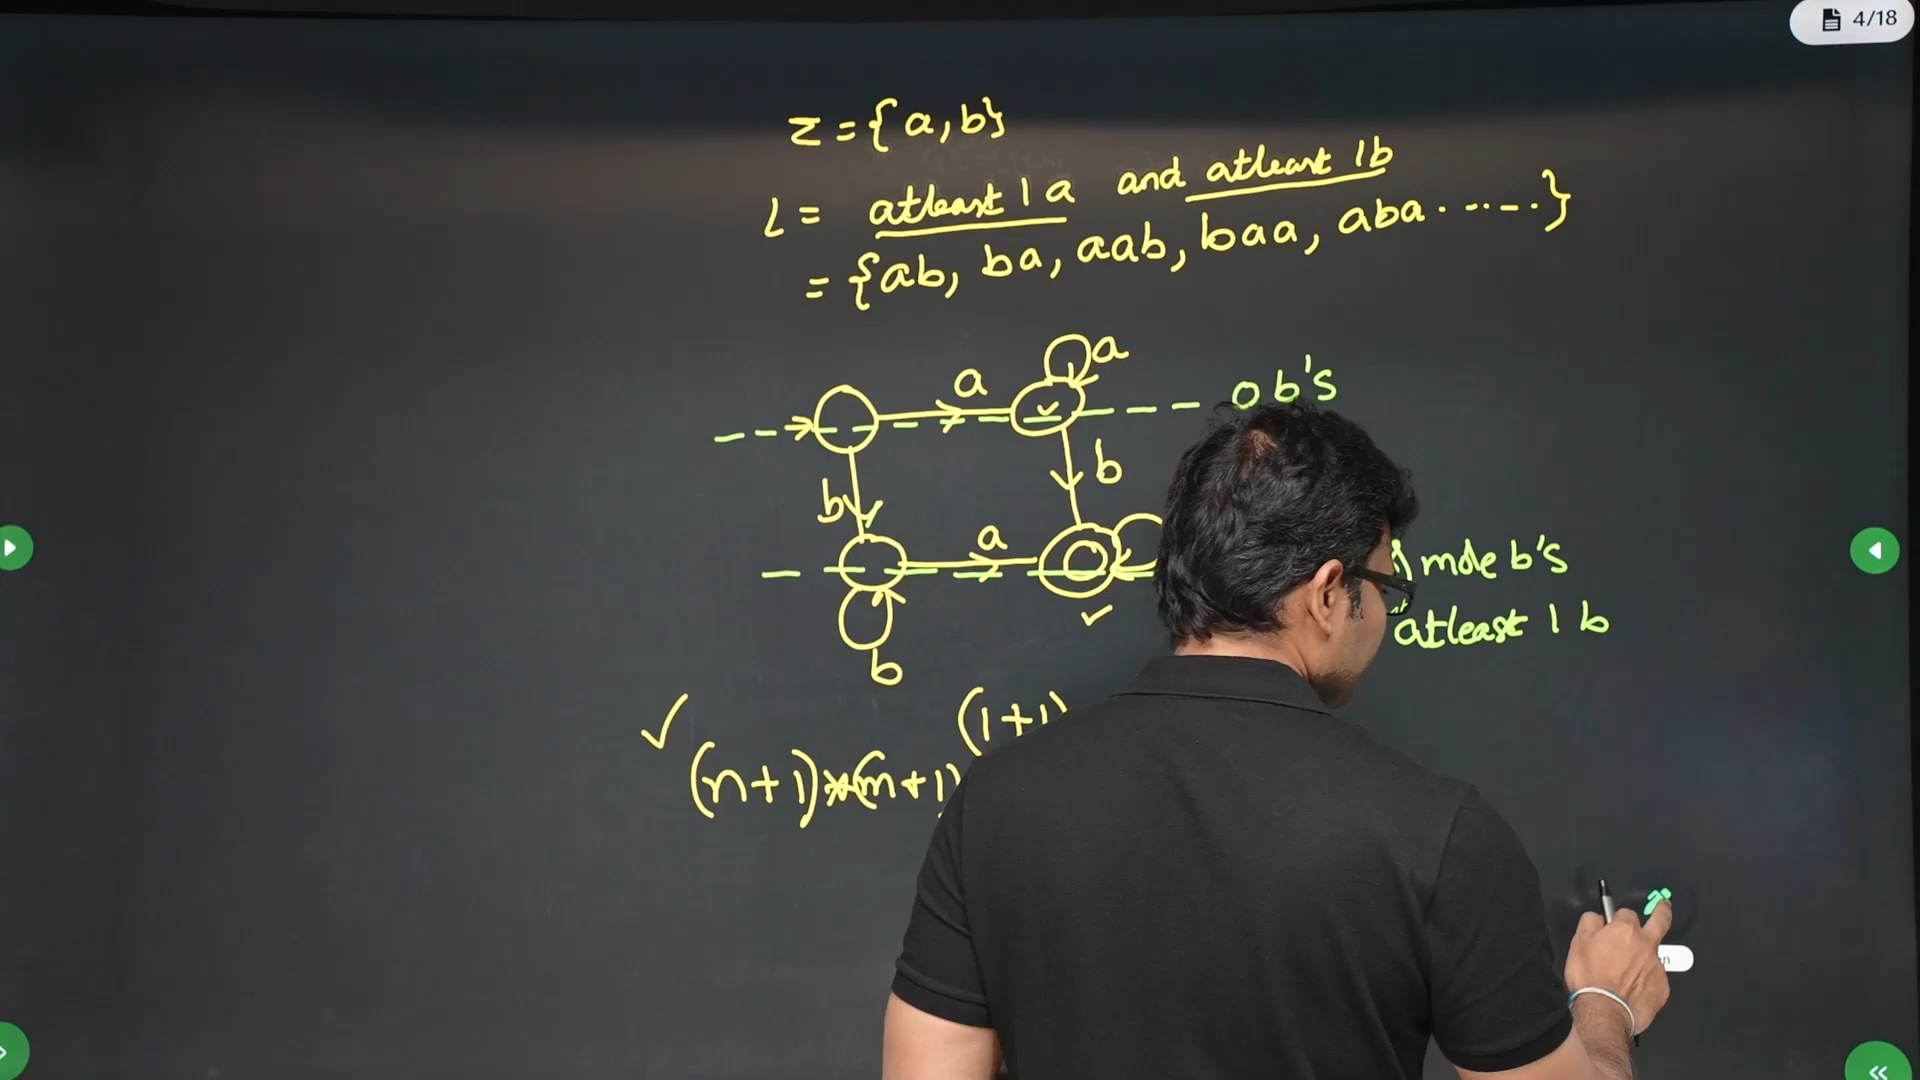 4/18
Σ = {a, b}
L = atleast 1 a and atleast 1b
= {ab, ba, aab, baa, aba .......}
a
a
0 b's
b
b
a
more b's
atleast 1 b
b
(1+1)
(n+1)*(m+1)